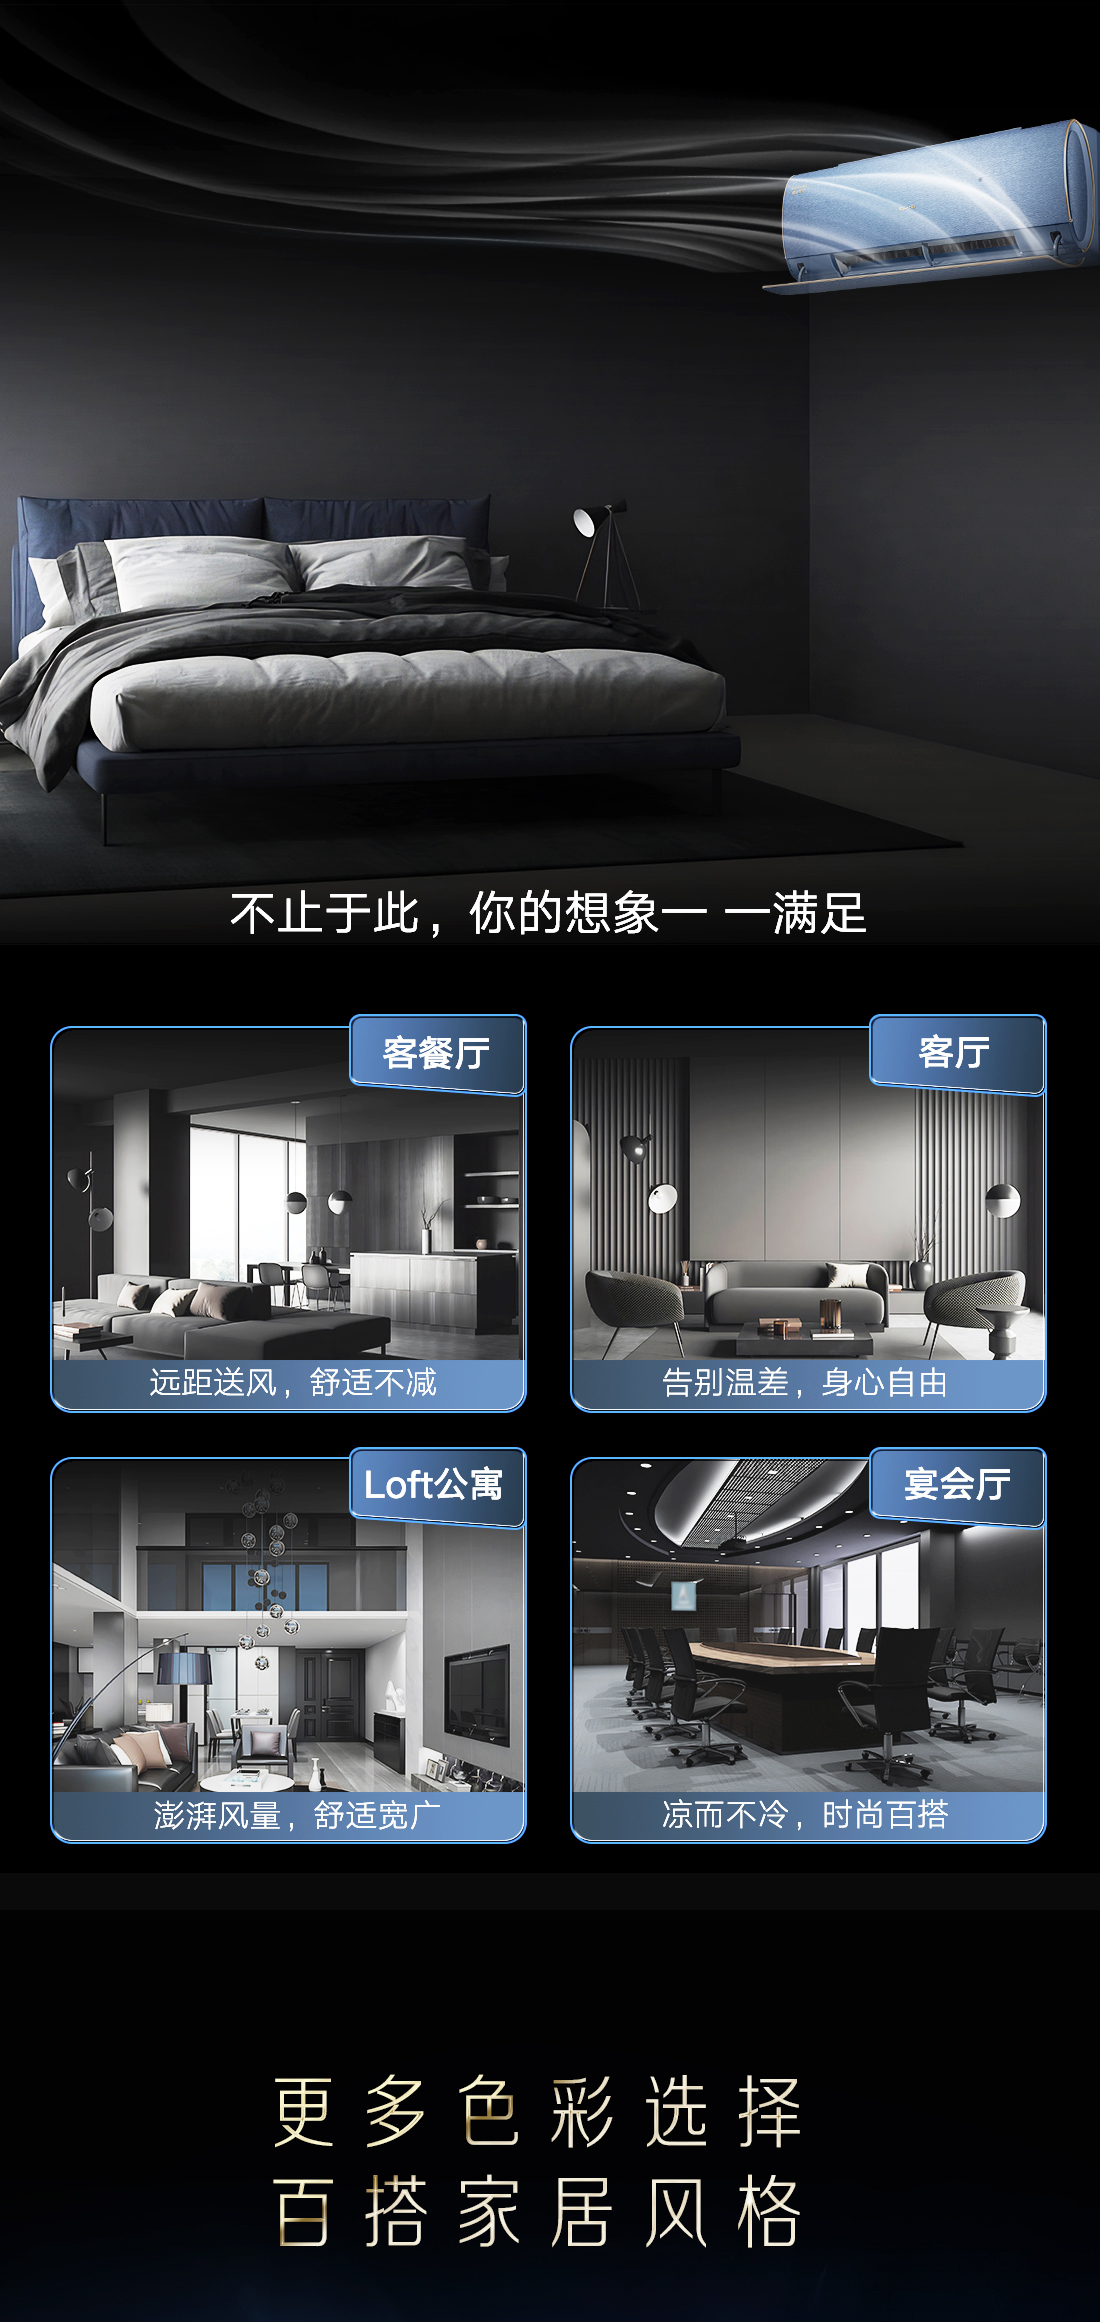 不止于此，你的想象一 一满足
客餐厅
远距送风，舒适不减
客厅
告别温差，身心自由
Loft公寓
澎湃风量，舒适宽广
宴会厅
凉而不冷，时尚百搭
更多色彩选择
百搭家居风格